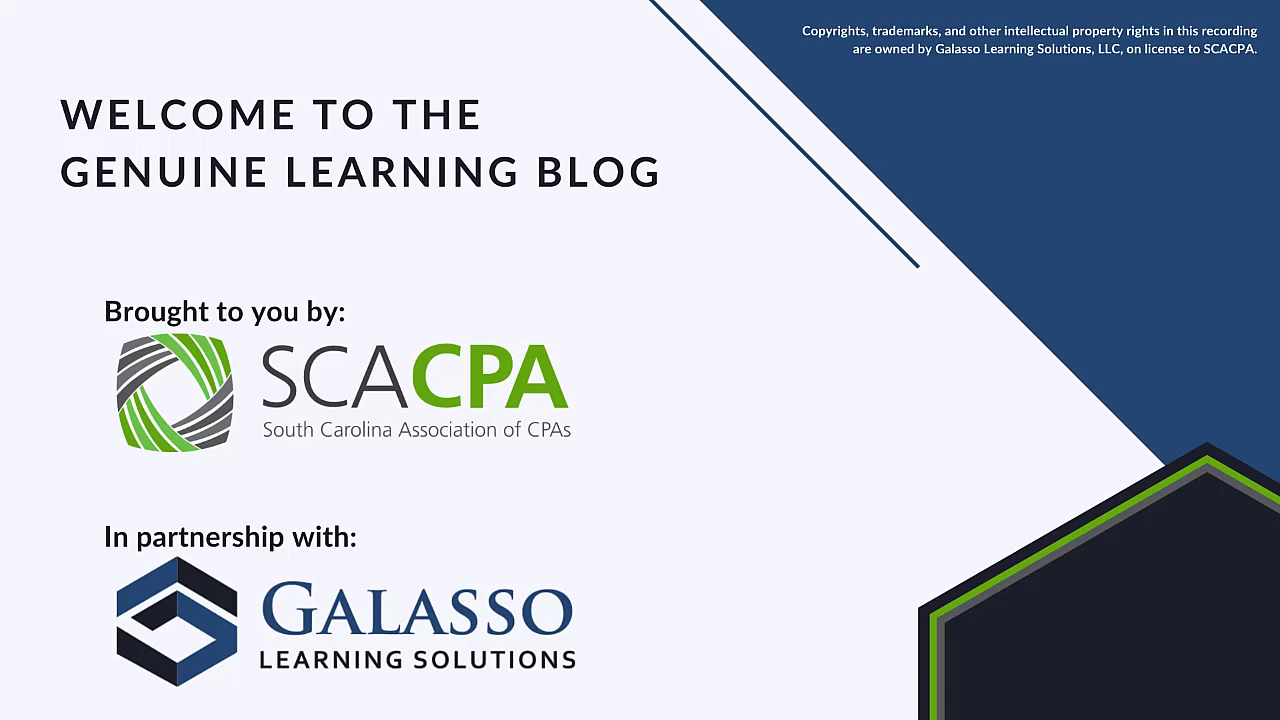 Copyrights, trademarks, and other intellectual property rights in this recording
are owned by Galasso Learning Solutions, LLC, on license to SCACPA.
WELCOME TO THE
GENUINE LEARNING BLOG
Brought to you by:
SCACPA
South Carolina Association of CPAs
In partnership with:
GALASSO
LEARNING SOLUTIONS